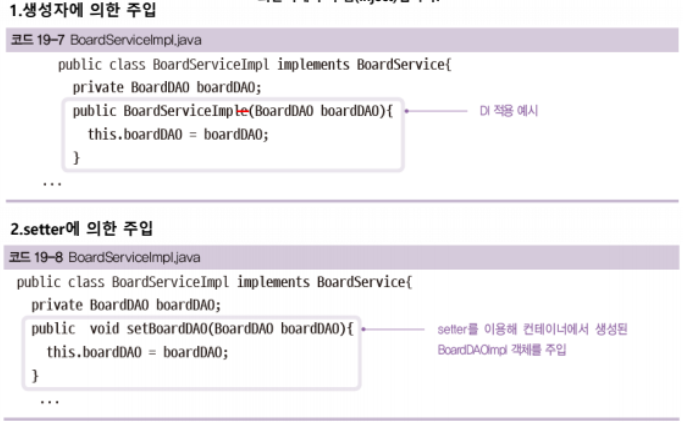 1.생성자에 의한 주입
코드 19-7 BoardServiceImpl.java
public class BoardServiceImpl implements BoardService{
private BoardDAO boardDAO;
public BoardServiceImple(BoardDAO boardDAO){
DI 적용 예시
this.boardDAO = boardDAO;
}
...
2.setter에 의한 주입
코드 19-8 BoardServiceImpl.java
public class BoardServiceImpl implements BoardService{
private BoardDAO boardDAO;
public void setBoardDAO(BoardDAO boardDAO){
setter를 이용해 컨테이너에서 생성된
this.boardDAO = boardDAO;
BoardDAOImpl 객체를 주입
}
...